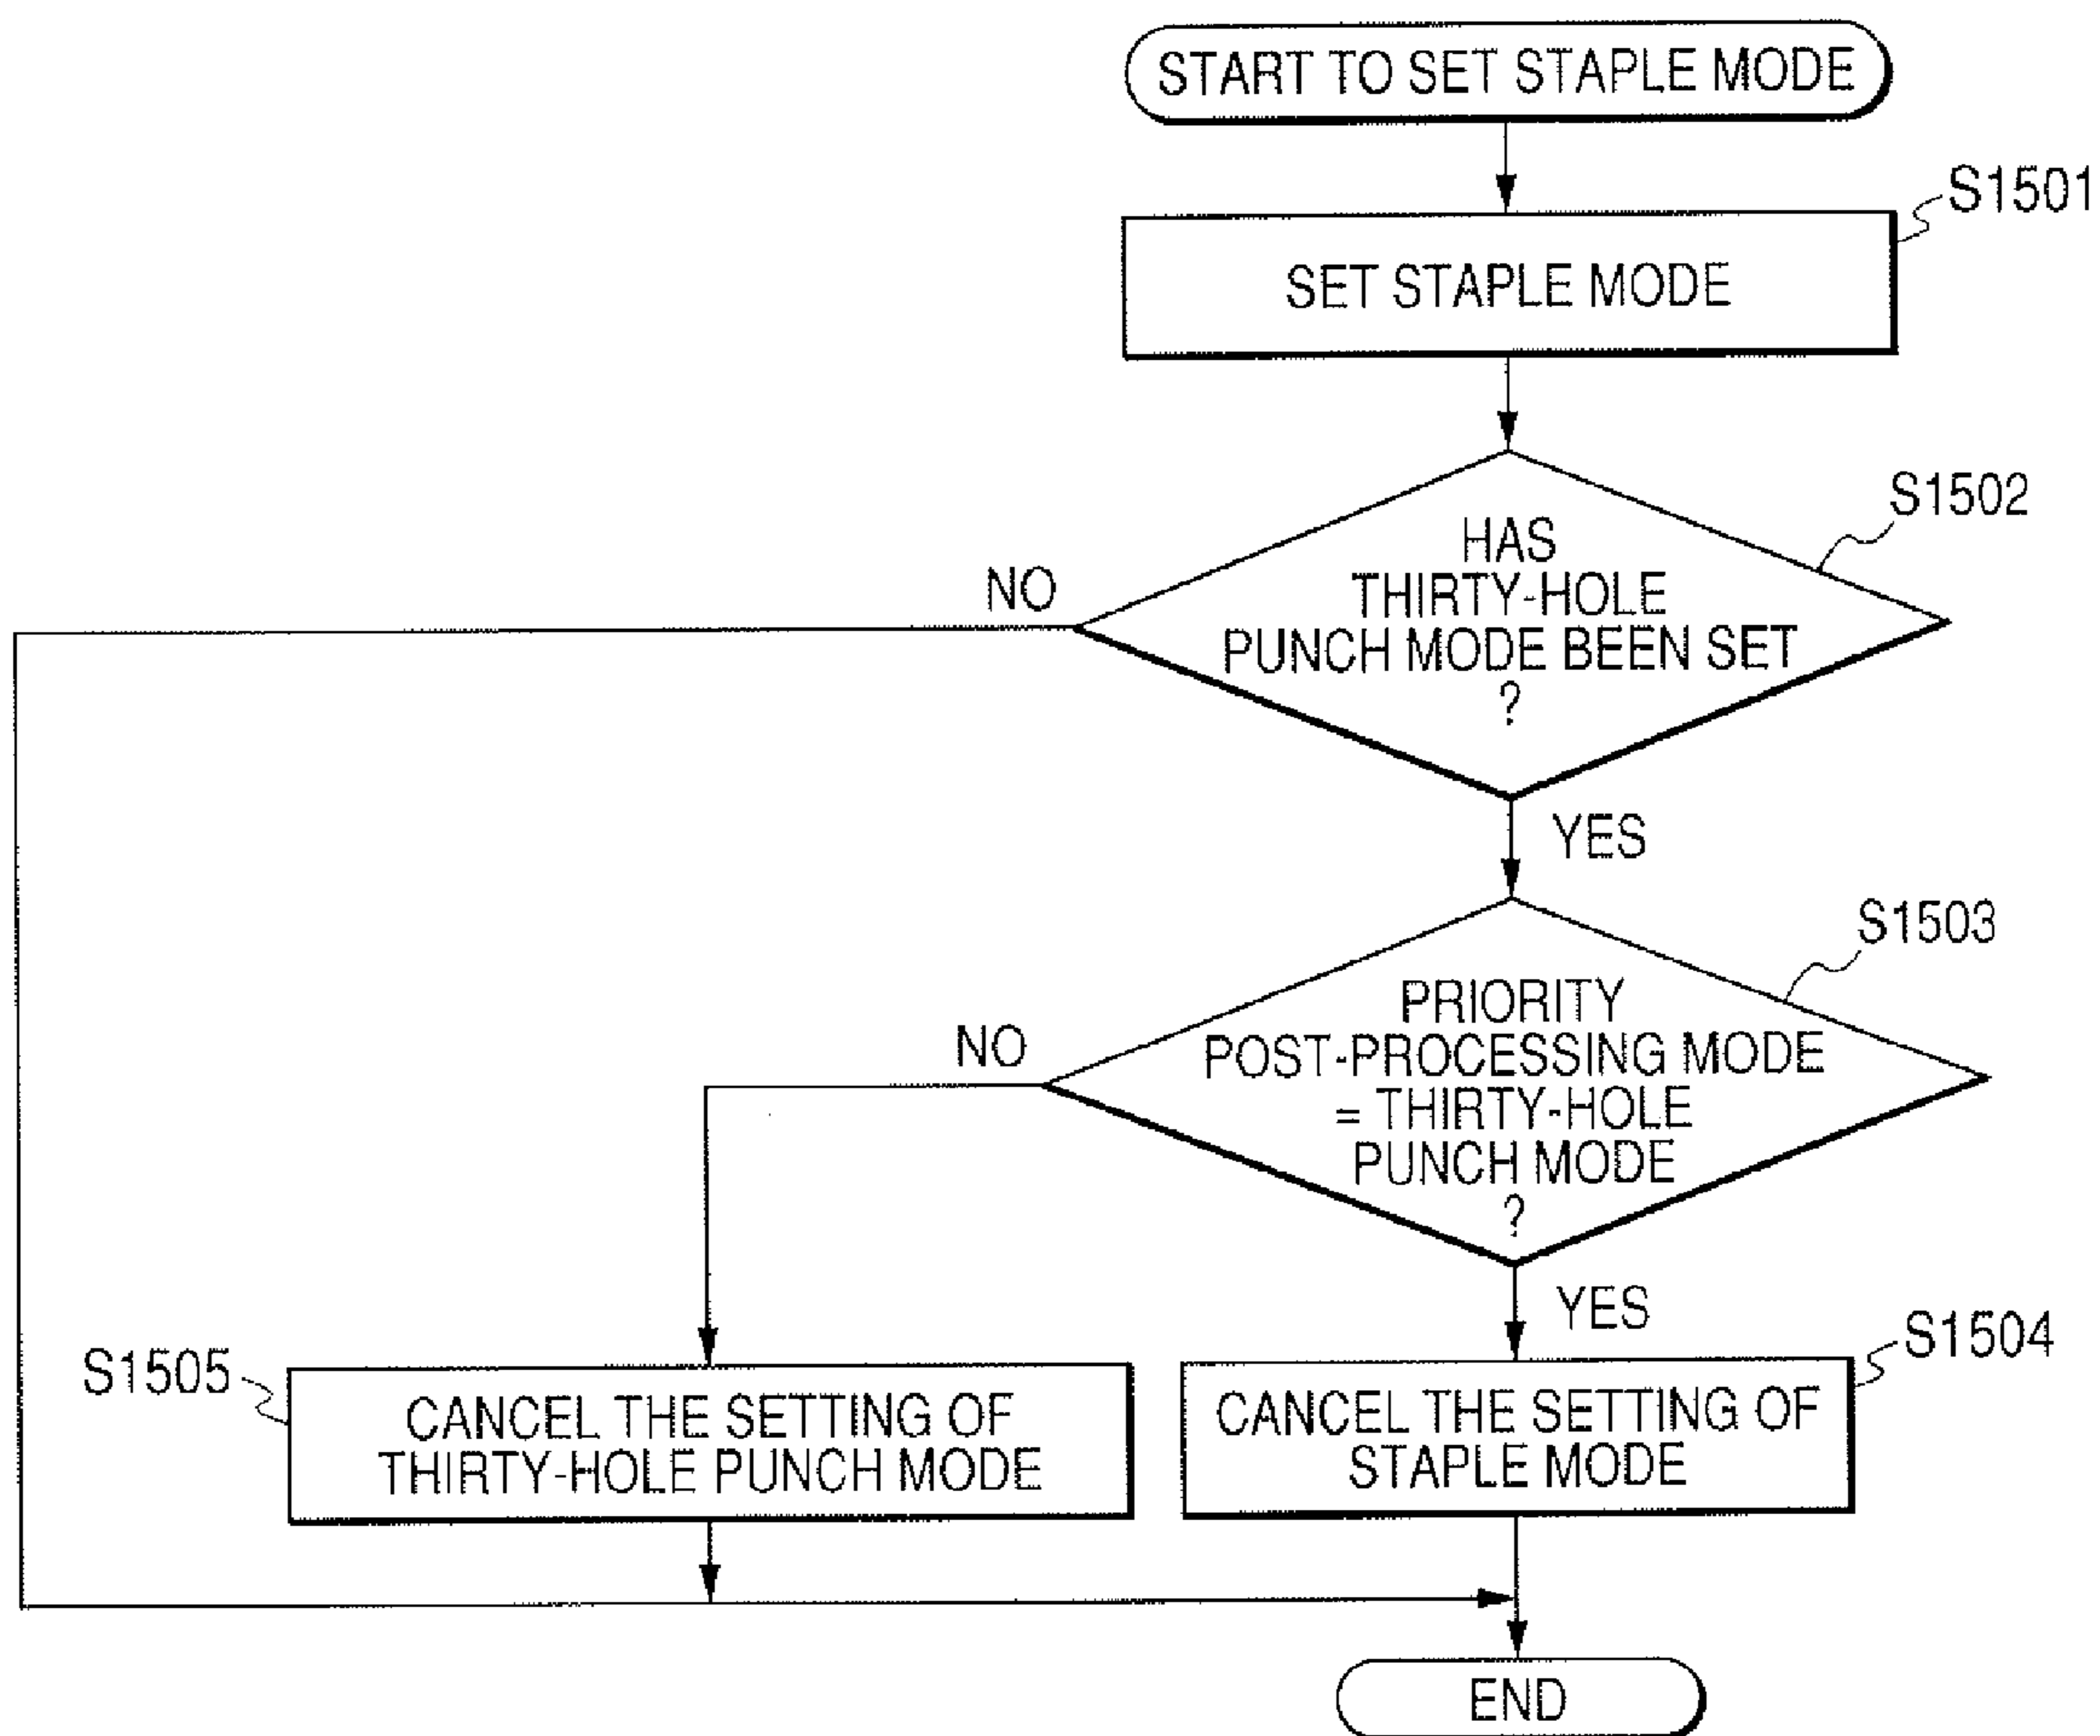 START TO SET STAPLE MODE
S1501
SET STAPLE MODE
S1502
HAS
THIRTY-HOLE
PUNCH MODE BEEN SET
?
NO
YES
S1503
PRIORITY
POST-PROCESSING MODE
= THIRTY-HOLE
PUNCH MODE
?
NO
YES
S1505
CANCEL THE SETTING OF
THIRTY-HOLE PUNCH MODE
S1504
CANCEL THE SETTING OF
STAPLE MODE
END